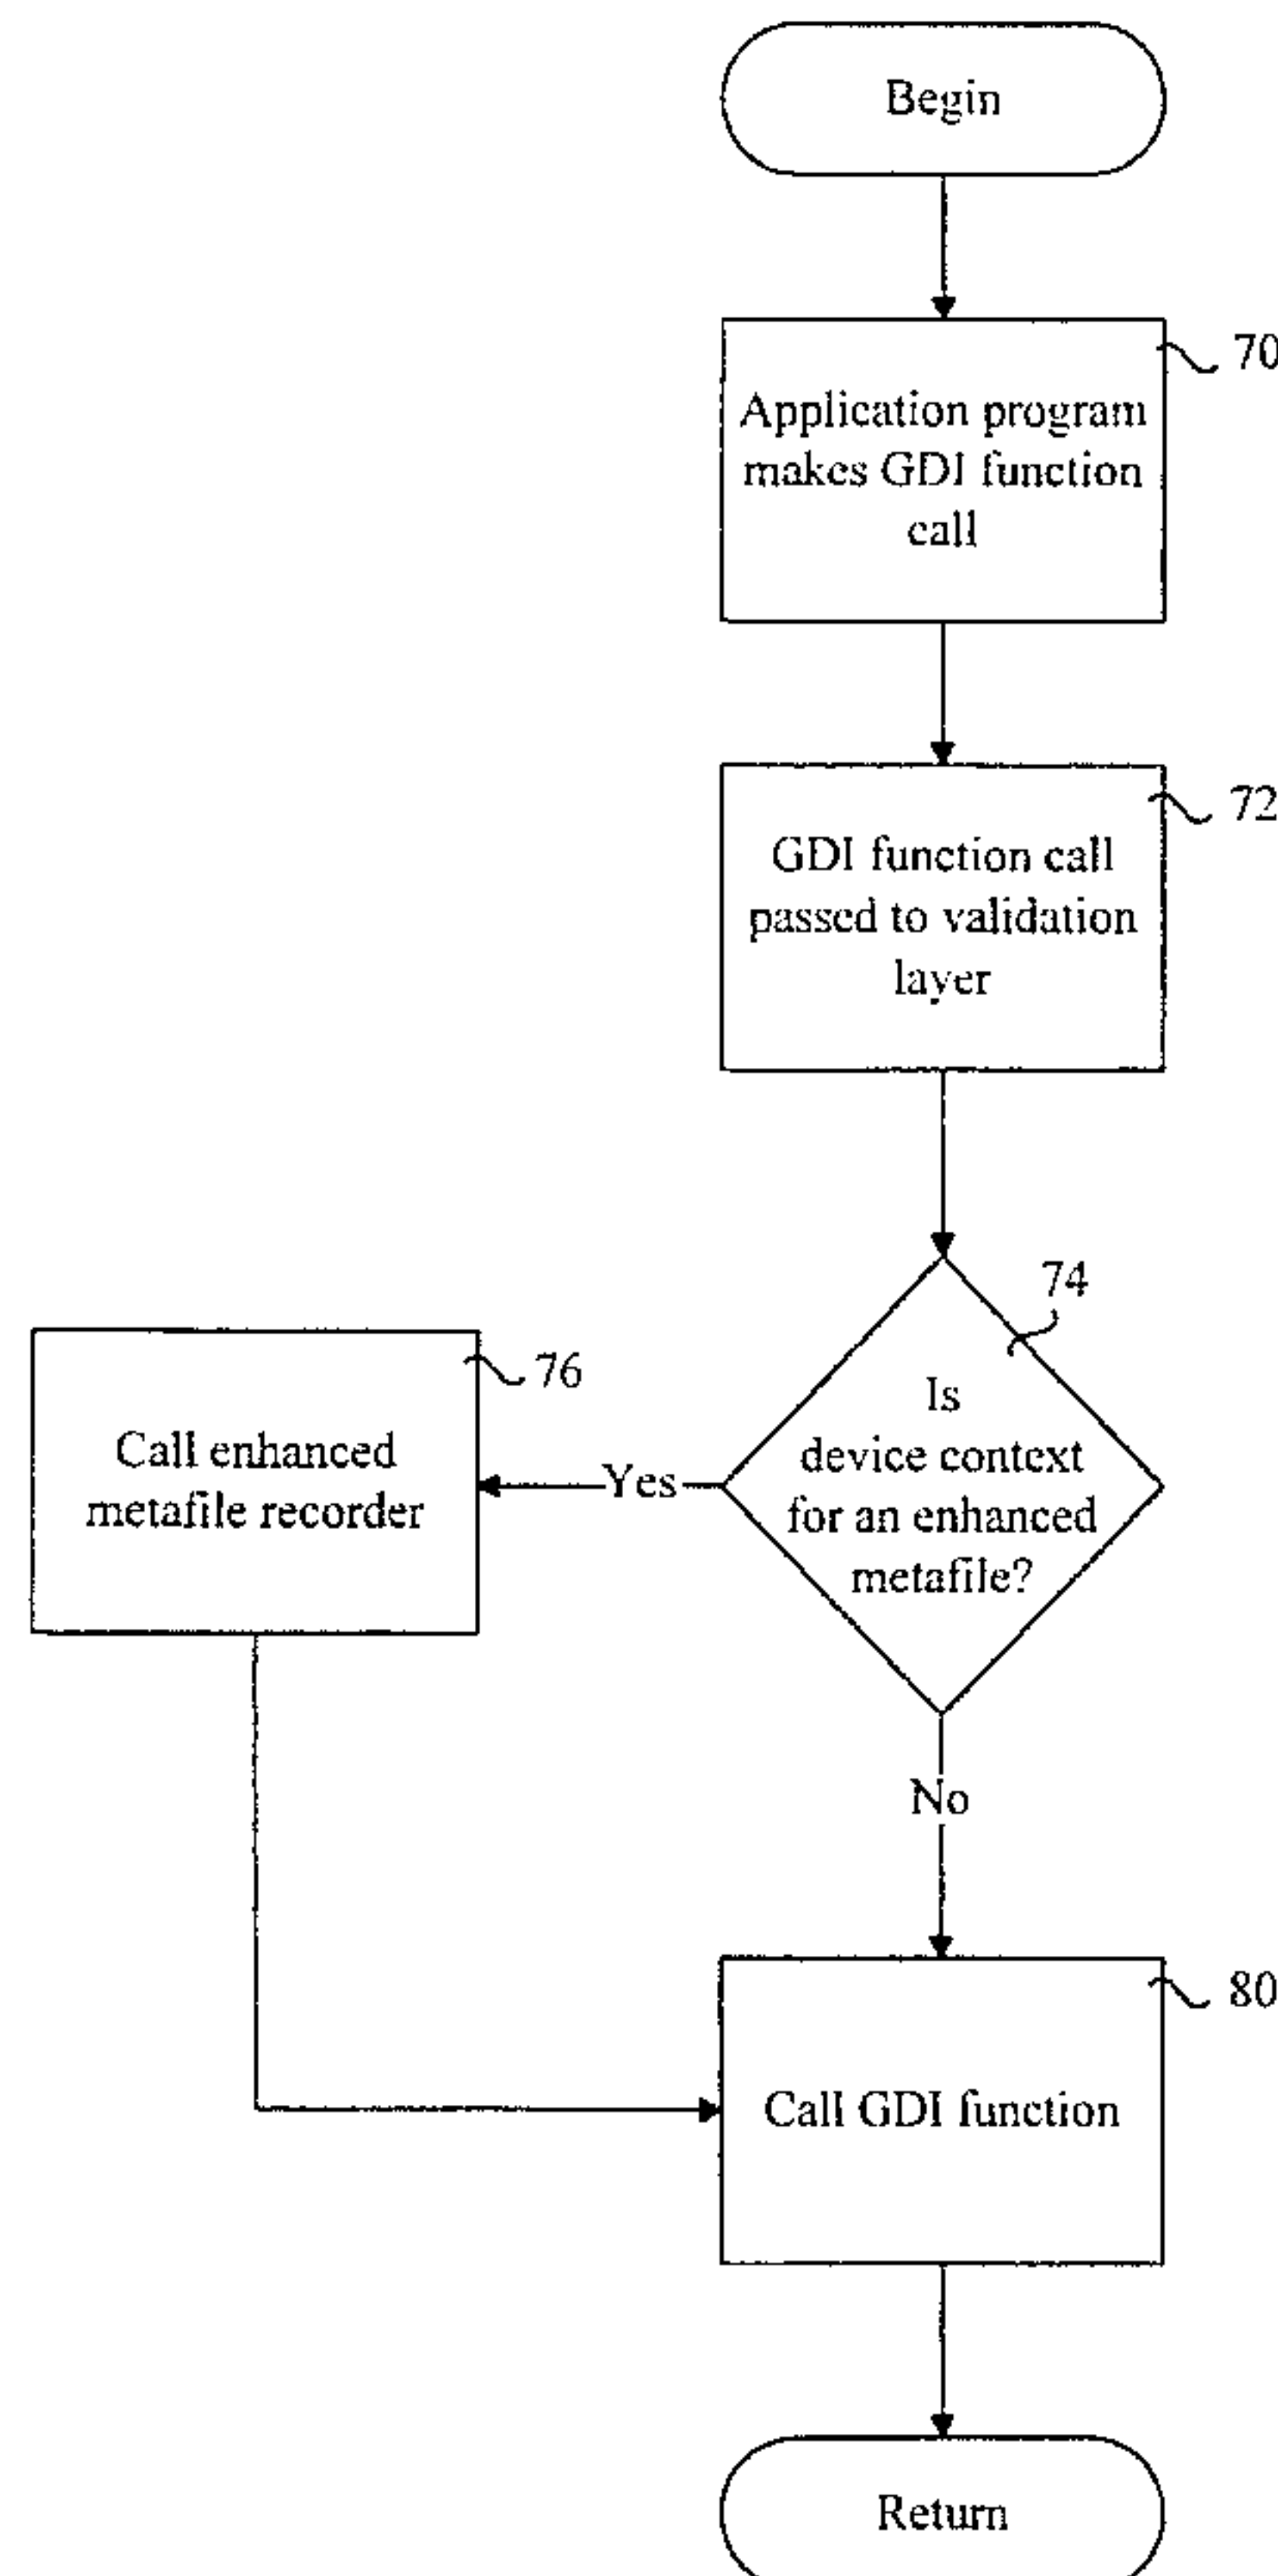 Begin
70
Application program
makes GDI function
call
72
GDI function call
passed to validation
layer
74
Is
device context
for an enhanced
metafile?
Yes
76
Call enhanced
metafile recorder
No
80
Call GDI function
Return